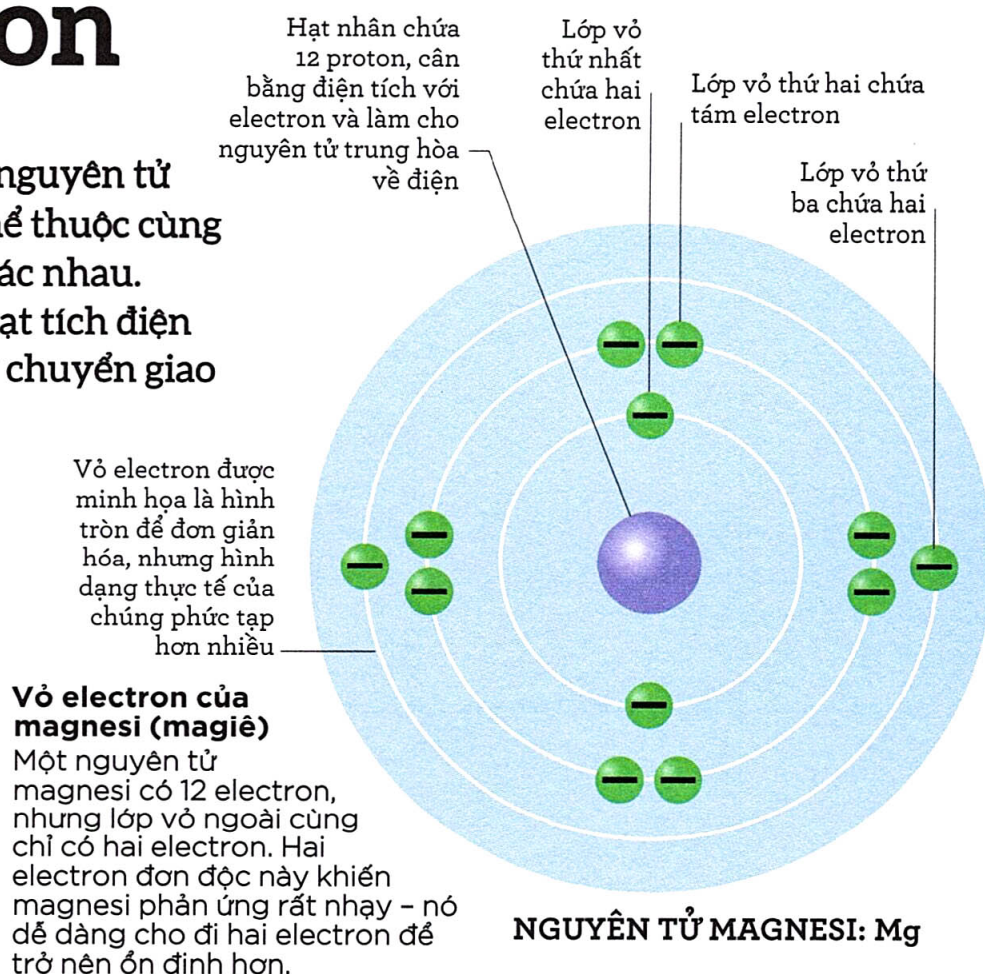 on
nguyên tử
ể thuộc cùng
ác nhau.
ạt tích điện
chuyển giao
Hạt nhân chứa
12 proton, cân
bằng điện tích với
electron và làm cho
nguyên tử trung hòa
về điện
Lớp vỏ
thứ nhất
chứa hai
electron
Lớp vỏ thứ hai chứa
tám electron
Lớp vỏ thứ
ba chứa hai
electron
Vỏ electron được
minh họa là hình
tròn để đơn giản
hóa, nhưng hình
dạng thực tế của
chúng phức tạp
hơn nhiều
Vỏ electron của
magnesi (magiê)
Một nguyên tử
magnesi có 12 electron,
nhưng lớp vỏ ngoài cùng
chỉ có hai electron. Hai
electron đơn độc này khiến
magnesi phản ứng rất nhạy – nó
dễ dàng cho đi hai electron để
trở nên ổn định hơn.
NGUYÊN TỬ MAGNESI: Mg